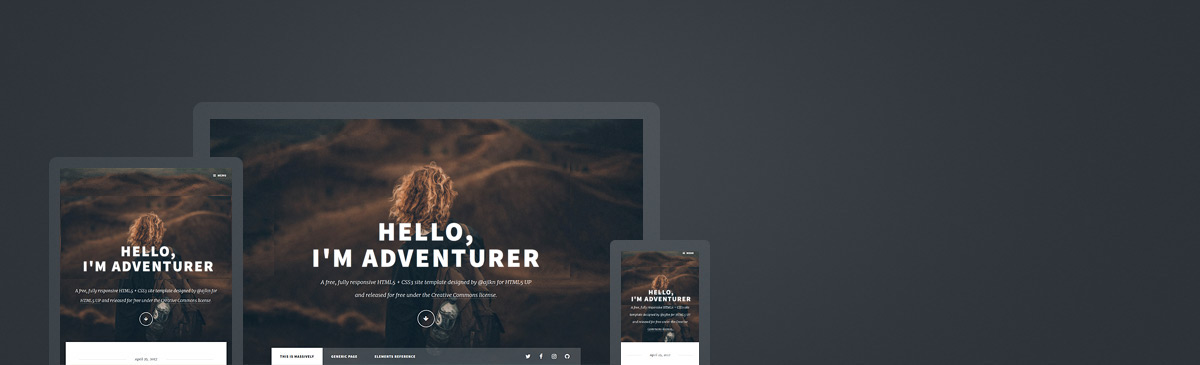 MENU
HELLO,
I'M ADVENTURER
A free, fully responsive HTML5 + CSS3 site template designed by @ajlkn for
HTML5 UP and released for free under the Creative Commons license.
April 25, 2017
HELLO,
I'M ADVENTURER
A free, fully responsive HTML5 + CSS3 site template designed by @ajlkn for HTML5 UP
and released for free under the Creative Commons license.
THIS IS MASSIVELY GENERIC PAGE ELEMENTS REFERENCE
MENU
HELLO,
I'M ADVENTURER
A free, fully responsive HTML5 + CSS3 site
template designed by @ajlkn for HTML5 UP
and released for free under the Creative
Commons license.
April 25, 2017